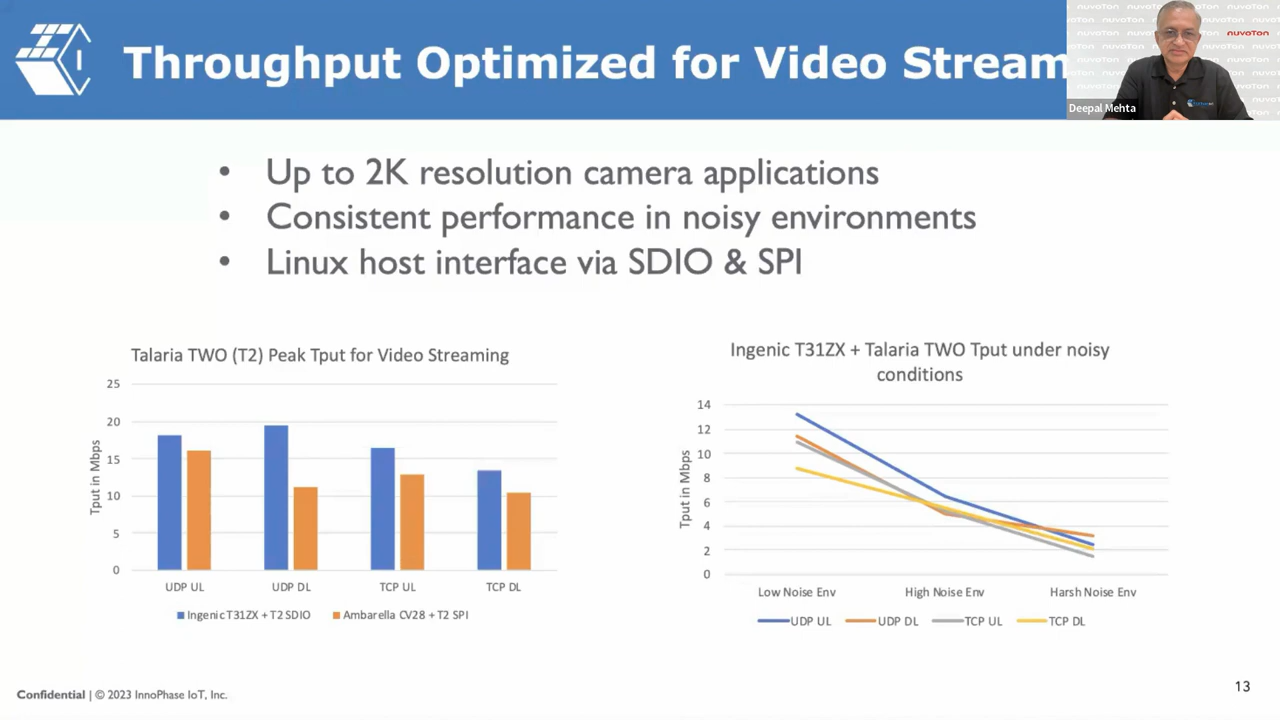 Throughput Optimized for Video Stream
nuvoTon
Deepal Mehta
• Up to 2K resolution camera applications
• Consistent performance in noisy environments
• Linux host interface via SDIO & SPI
Talaria TWO (T2) Peak Tput for Video Streaming
25
20
15
10
5
0
Tput in Mbps
UDP UL
UDP DL
TCP UL
TCP DL
Ingenic T31ZX + T2 SDIO
Ambarella CV28 + T2 SPI
Ingenic T31ZX + Talaria TWO Tput under noisy
conditions
14
12
10
8
6
4
2
0
Tput in Mbps
Low Noise Env
High Noise Env
Harsh Noise Env
UDP UL
UDP DL
TCP UL
TCP DL
Confidential | © 2023 InnoPhase IoT, Inc.
13